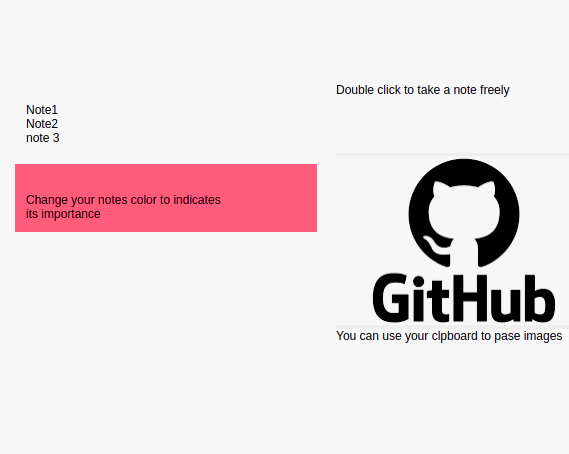 Note1
Note2
note 3
Change your notes color to indicates
its importance
Double click to take a note freely
GitHub
You can use your clpboard to pase images